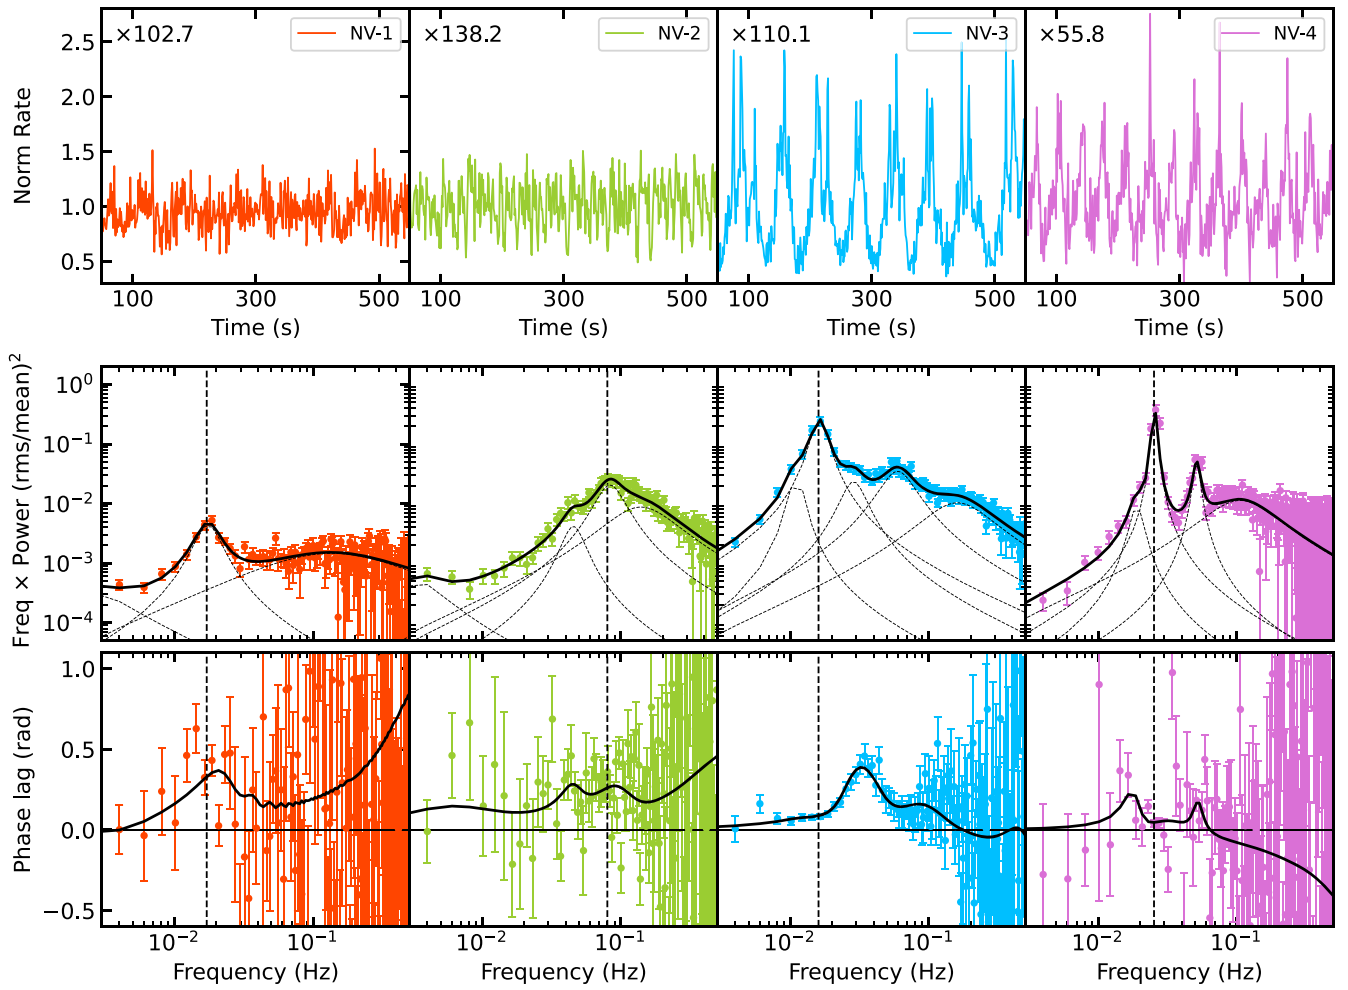 ×102.7 NV-1 ×138.2 NV-2 ×110.1 NV-3 ×55.8 NV-4
Norm Rate
2.5
2.0
1.5
1.0
0.5
100 300 500 100 300 500 100 300 500 100 300 500
Time (s) Time (s) Time (s) Time (s)
Freq × Power (rms/mean)²
10⁰
10⁻¹
10⁻²
10⁻³
10⁻⁴
Phase lag (rad)
1.0
0.5
0.0
−0.5
10⁻² 10⁻¹ 10⁻² 10⁻¹ 10⁻² 10⁻¹ 10⁻² 10⁻¹
Frequency (Hz) Frequency (Hz) Frequency (Hz) Frequency (Hz)